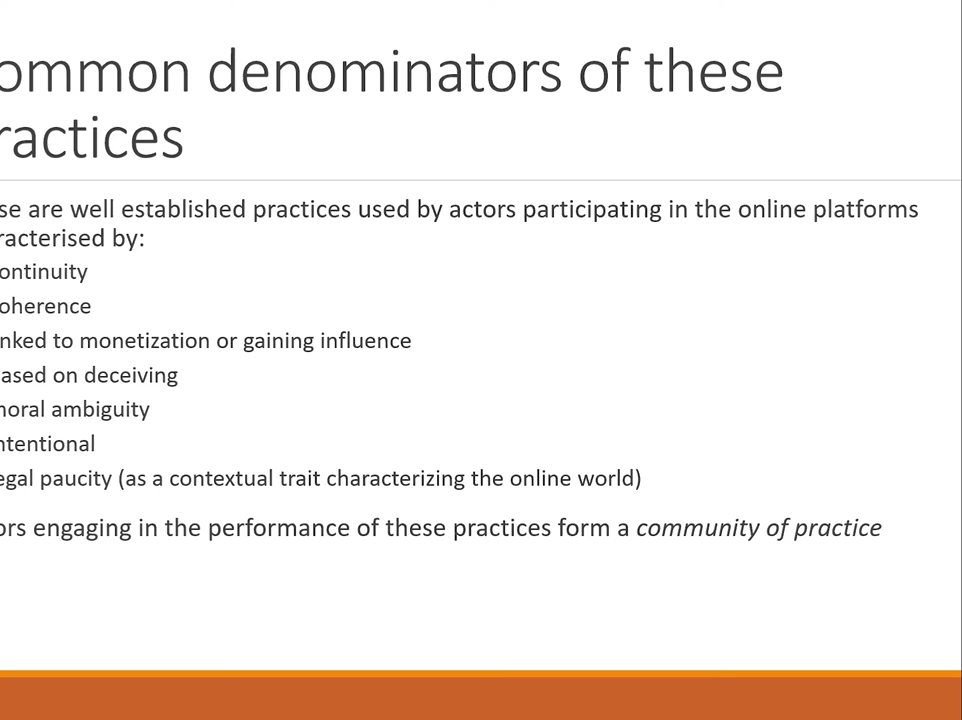 ommon denominators of these
ractices
se are well established practices used by actors participating in the online platforms
racterised by:
ontinuity
oherence
nked to monetization or gaining influence
ased on deceiving
noral ambiguity
ntentional
egal paucity (as a contextual trait characterizing the online world)
ors engaging in the performance of these practices form a community of practice